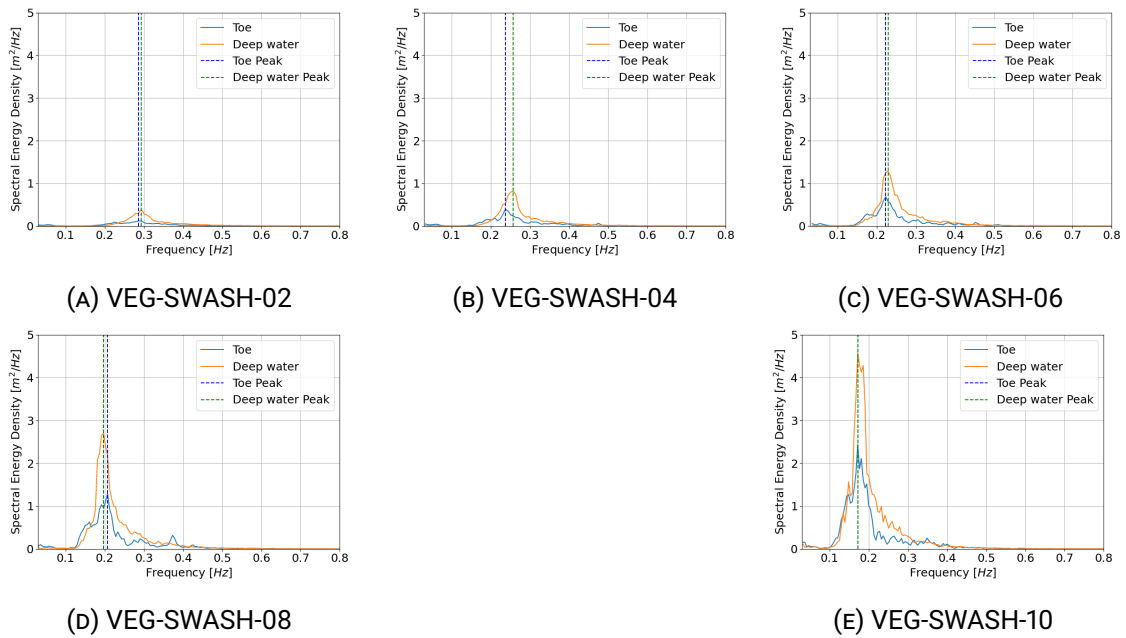 5
4
3
2
1
0
Spectral Energy Density [m²/Hz]
0.1 0.2 0.3 0.4 0.5 0.6 0.7 0.8
Frequency [Hz]
Toe
Deep water
Toe Peak
Deep water Peak
(A) VEG-SWASH-02
5
4
3
2
1
0
Spectral Energy Density [m²/Hz]
0.1 0.2 0.3 0.4 0.5 0.6 0.7 0.8
Frequency [Hz]
Toe
Deep water
Toe Peak
Deep water Peak
(B) VEG-SWASH-04
5
4
3
2
1
0
Spectral Energy Density [m²/Hz]
0.1 0.2 0.3 0.4 0.5 0.6 0.7 0.8
Frequency [Hz]
Toe
Deep water
Toe Peak
Deep water Peak
(C) VEG-SWASH-06
5
4
3
2
1
0
Spectral Energy Density [m²/Hz]
0.1 0.2 0.3 0.4 0.5 0.6 0.7 0.8
Frequency [Hz]
Toe
Deep water
Toe Peak
Deep water Peak
(D) VEG-SWASH-08
5
4
3
2
1
0
Spectral Energy Density [m²/Hz]
0.1 0.2 0.3 0.4 0.5 0.6 0.7 0.8
Frequency [Hz]
Toe
Deep water
Toe Peak
Deep water Peak
(E) VEG-SWASH-10